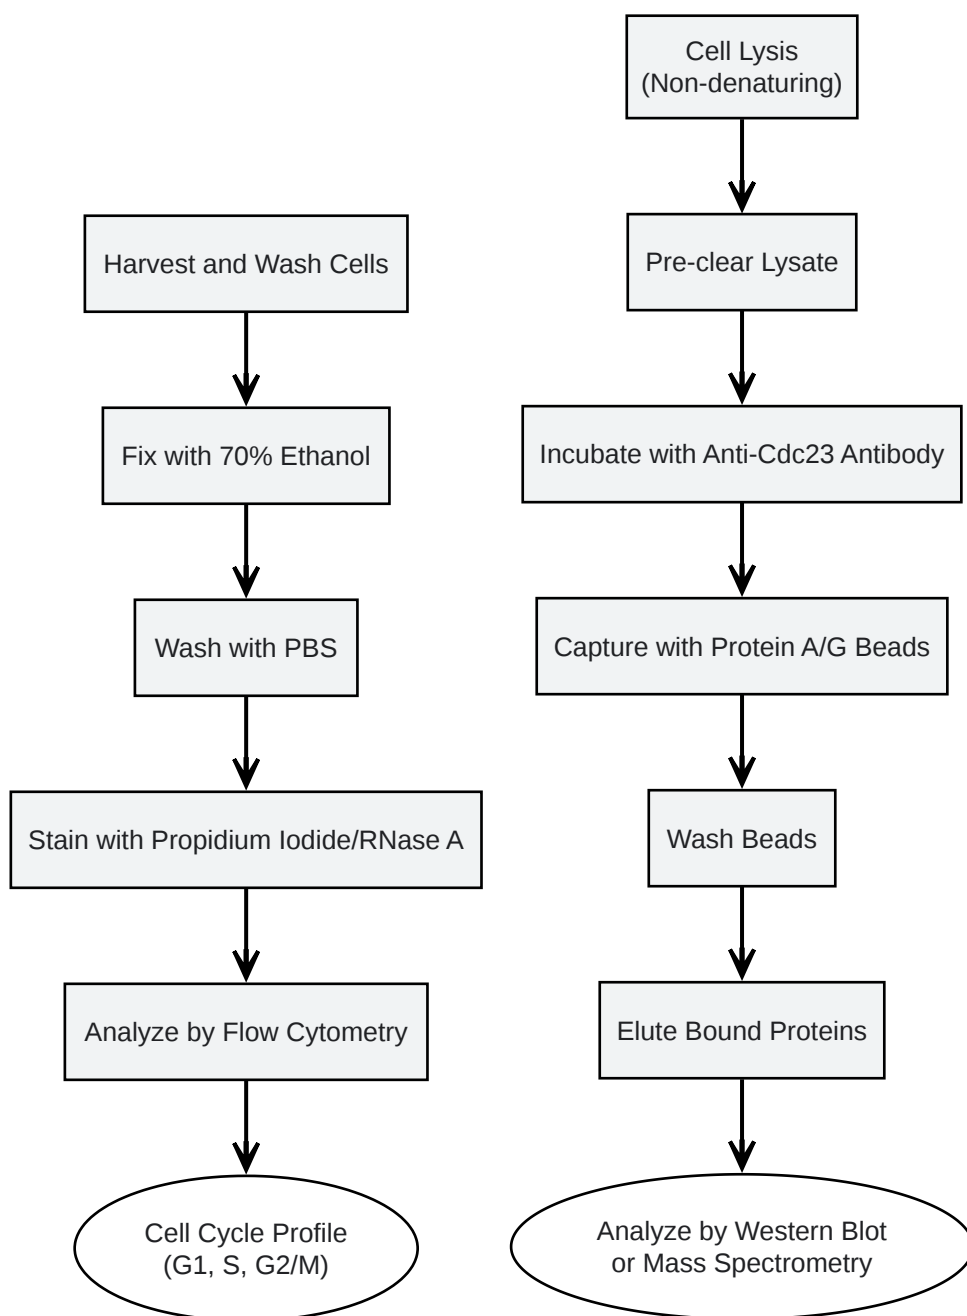 Harvest and Wash Cells
Fix with 70% Ethanol
Wash with PBS
Stain with Propidium Iodide/RNase A
Analyze by Flow Cytometry
Cell Cycle Profile
(G1, S, G2/M)
Cell Lysis
(Non-denaturing)
Pre-clear Lysate
Incubate with Anti-Cdc23 Antibody
Capture with Protein A/G Beads
Wash Beads
Elute Bound Proteins
Analyze by Western Blot
or Mass Spectrometry